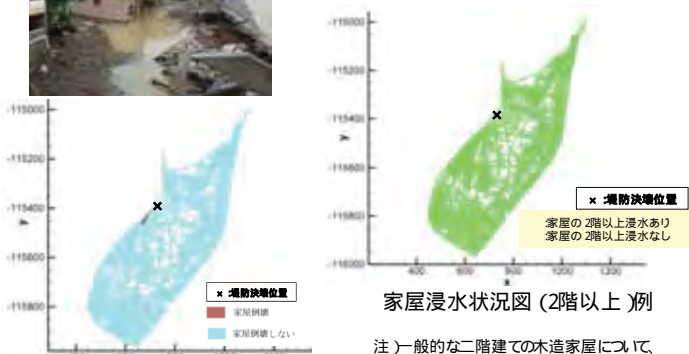 -115000
-115200
-115400
-115600
-115800
y
× :堤防決壊位置
家屋倒壊
家屋倒壊しない
-115000
-115200
-115400
-115600
-115800
-116000
y
400
600
800
1000
1200
x
× :堤防決壊位置
:家屋の2階以上浸水あり
:家屋の2階以上浸水なし
家屋浸水状況図 (2階以上 )例
注 )一般的な二階建ての木造家屋について、